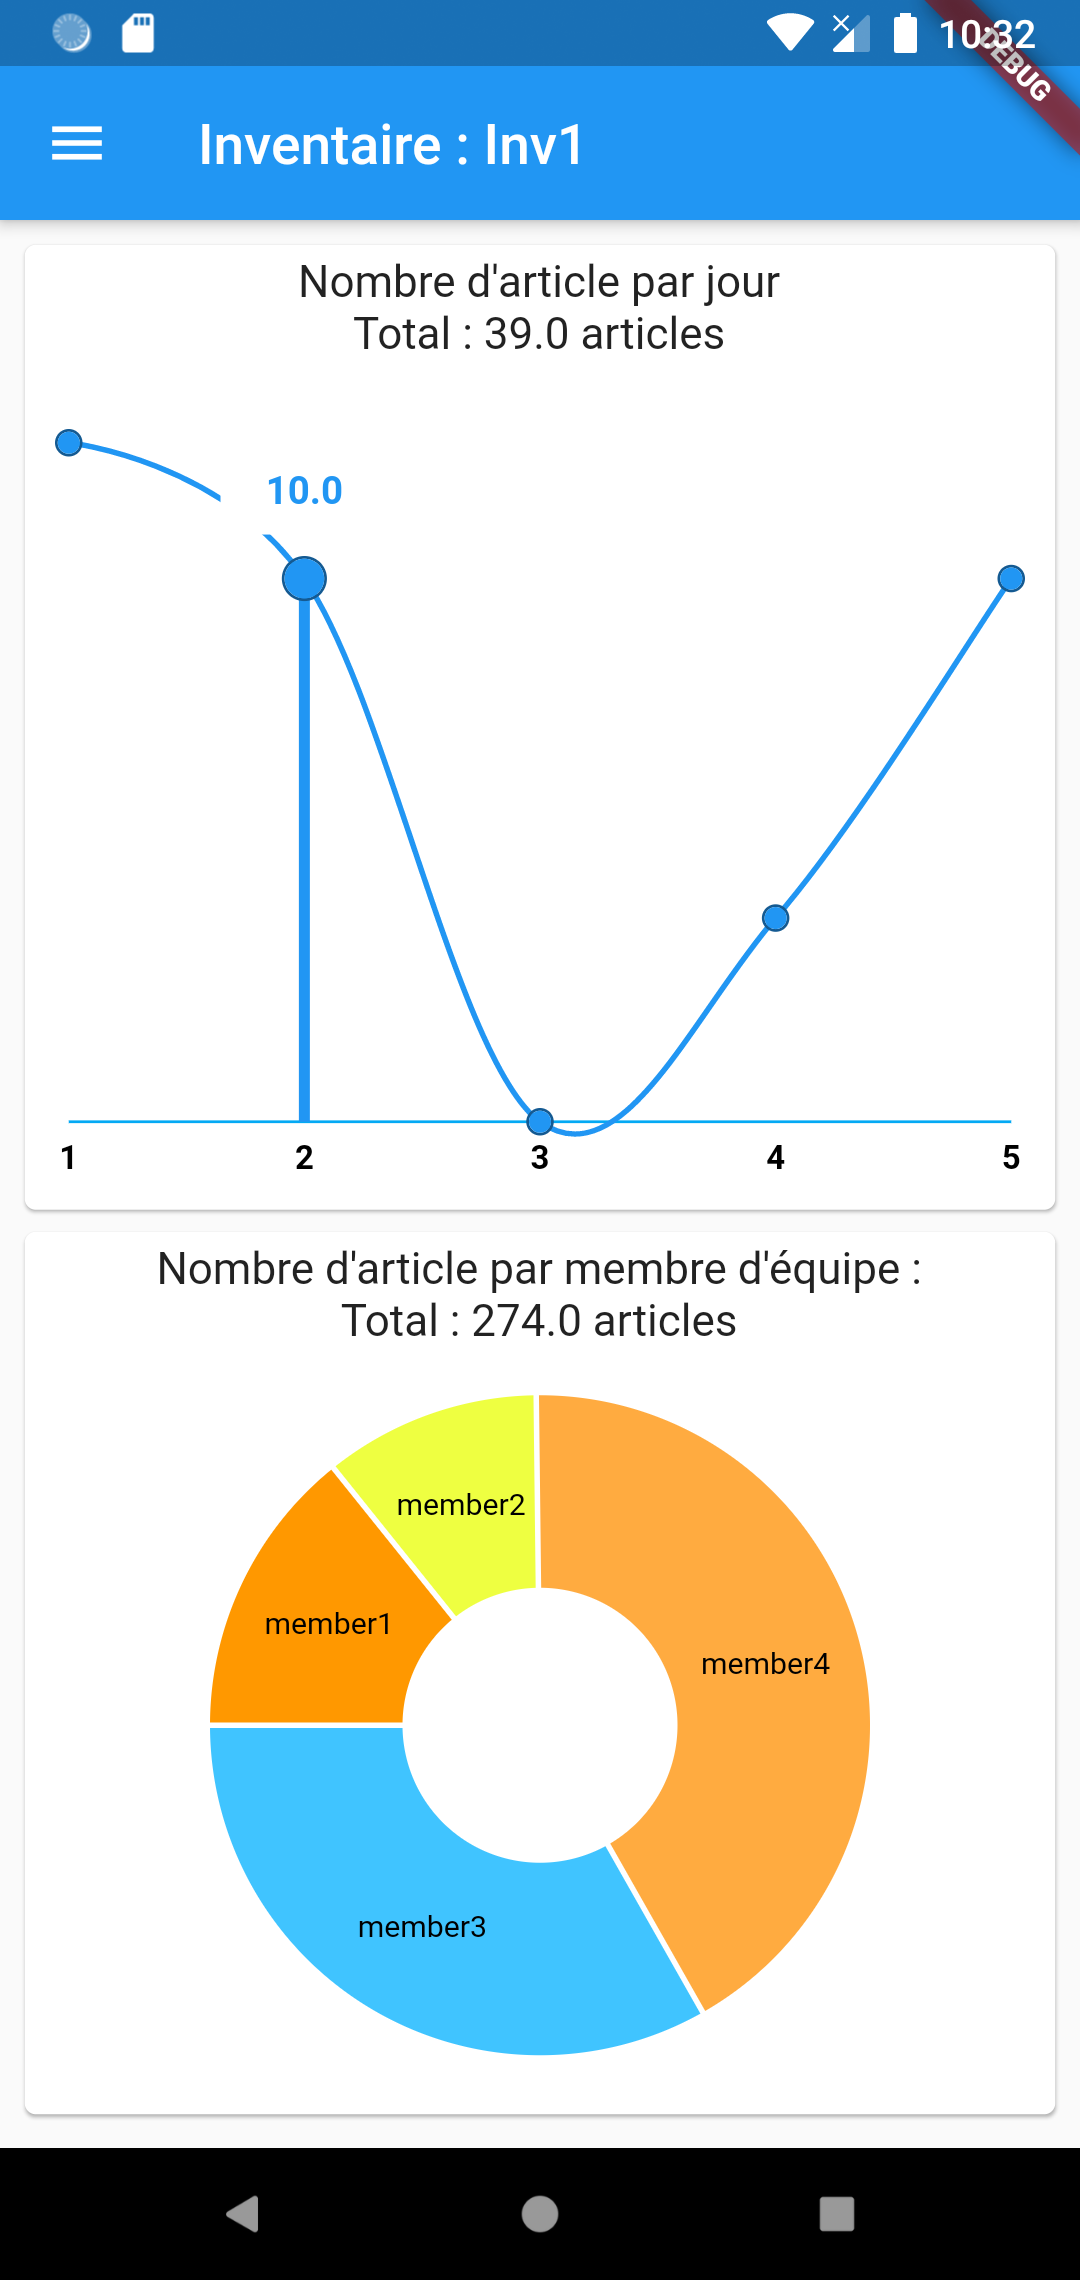 10:32
DEBUG
Inventaire : Inv1
Nombre d'article par jour
Total : 39.0 articles
10.0
1 2 3 4 5
Nombre d'article par membre d'équipe :
Total : 274.0 articles
member2
member1
member4
member3